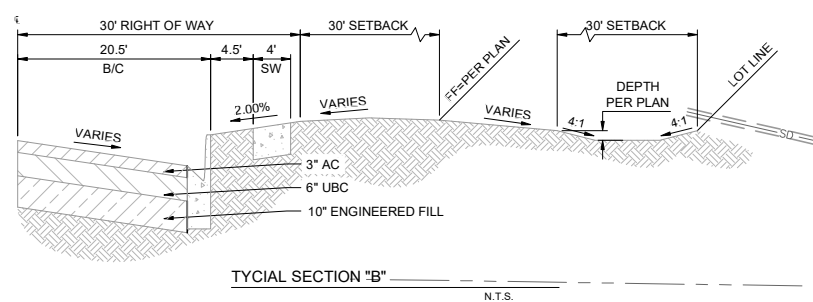 ℄
30' RIGHT OF WAY
30' SETBACK
30' SETBACK
20.5'
4.5'
4'
B/C
SW
FF=PER PLAN
LOT LINE
DEPTH
PER PLAN
2.00%
VARIES
VARIES
VARIES
4:1
4:1
SD
3" AC
6" UBC
10" ENGINEERED FILL
TYCIAL SECTION "B"
N.T.S.